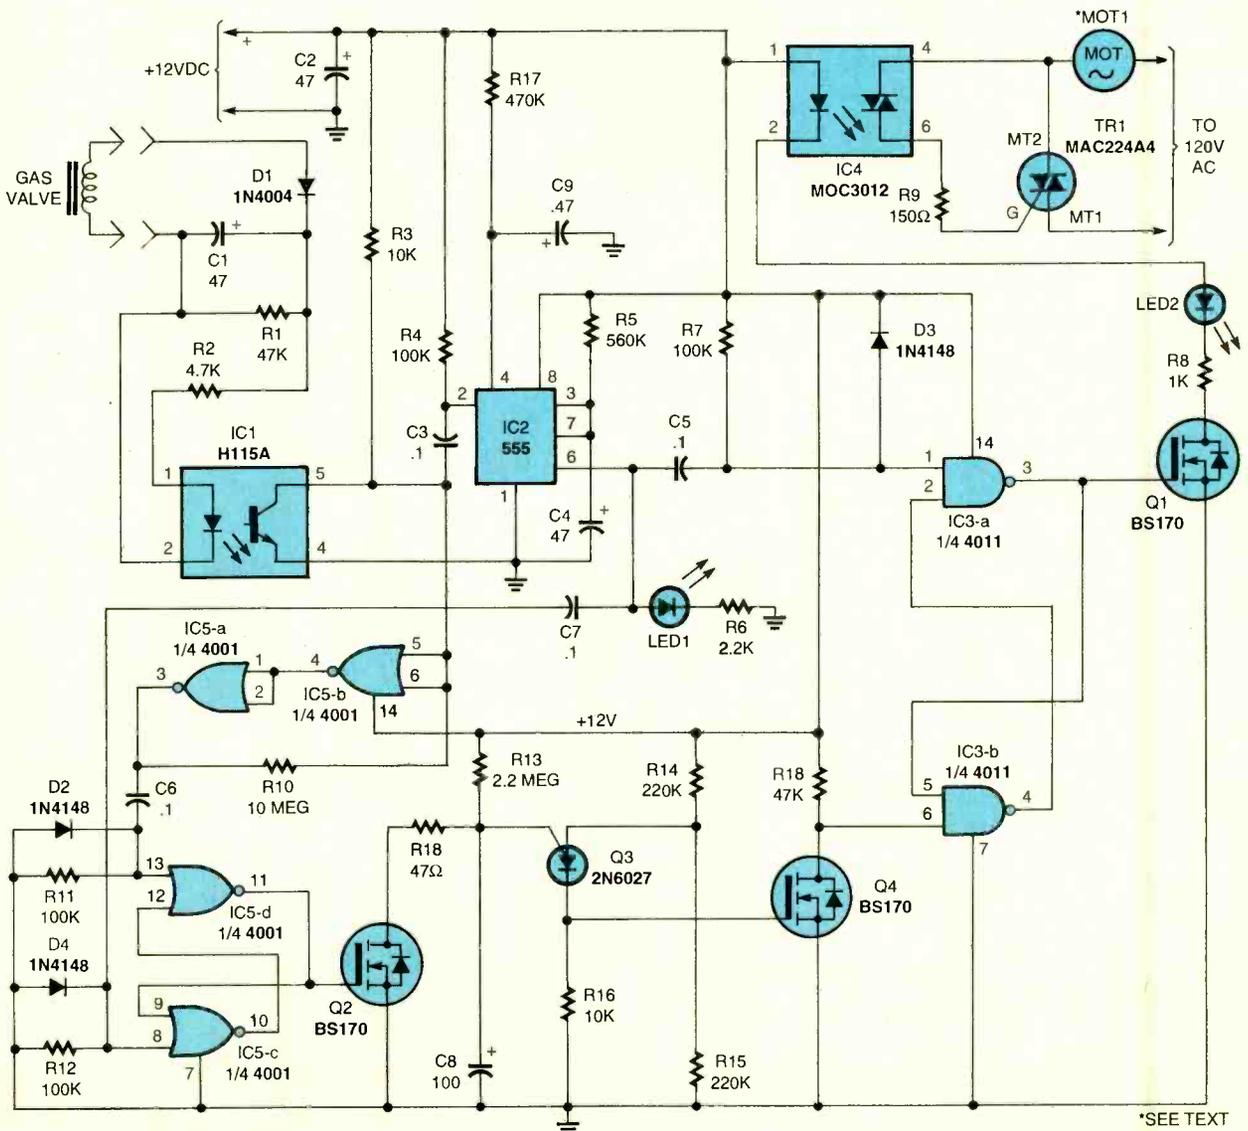 *MOT1
MOT
+12VDC
+
C2
47
+
R17
470K
1
2
4
6
IC4
MOC3012
MT2
TR1
MAC224A4
TO
120V
AC
G
MT1
R9
150Ω
GAS
VALVE
D1
1N4004
C9
.47
+
C1
47
+
R3
10K
R1
47K
R2
4.7K
R4
100K
R5
560K
R7
100K
D3
1N4148
LED2
R8
1K
2
4
8
3
7
6
1
IC2
555
C3
.1
C5
.1
C4
47
+
IC1
H115A
1
2
5
4
1
2
14
3
IC3-a
1/4 4011
Q1
BS170
C7
.1
LED1
R6
2.2K
IC5-a
1/4 4001
3
1
2
4
IC5-b
1/4 4001
5
6
14
+12V
R13
2.2 MEG
R14
220K
R18
47K
IC3-b
1/4 4011
5
6
4
7
R10
10 MEG
D2
1N4148
C6
.1
R18
47Ω
Q3
2N6027
Q4
BS170
R11
100K
13
12
11
IC5-d
1/4 4001
D4
1N4148
Q2
BS170
R16
10K
9
8
10
IC5-c
1/4 4001
7
R12
100K
C8
100
+
R15
220K
*SEE TEXT